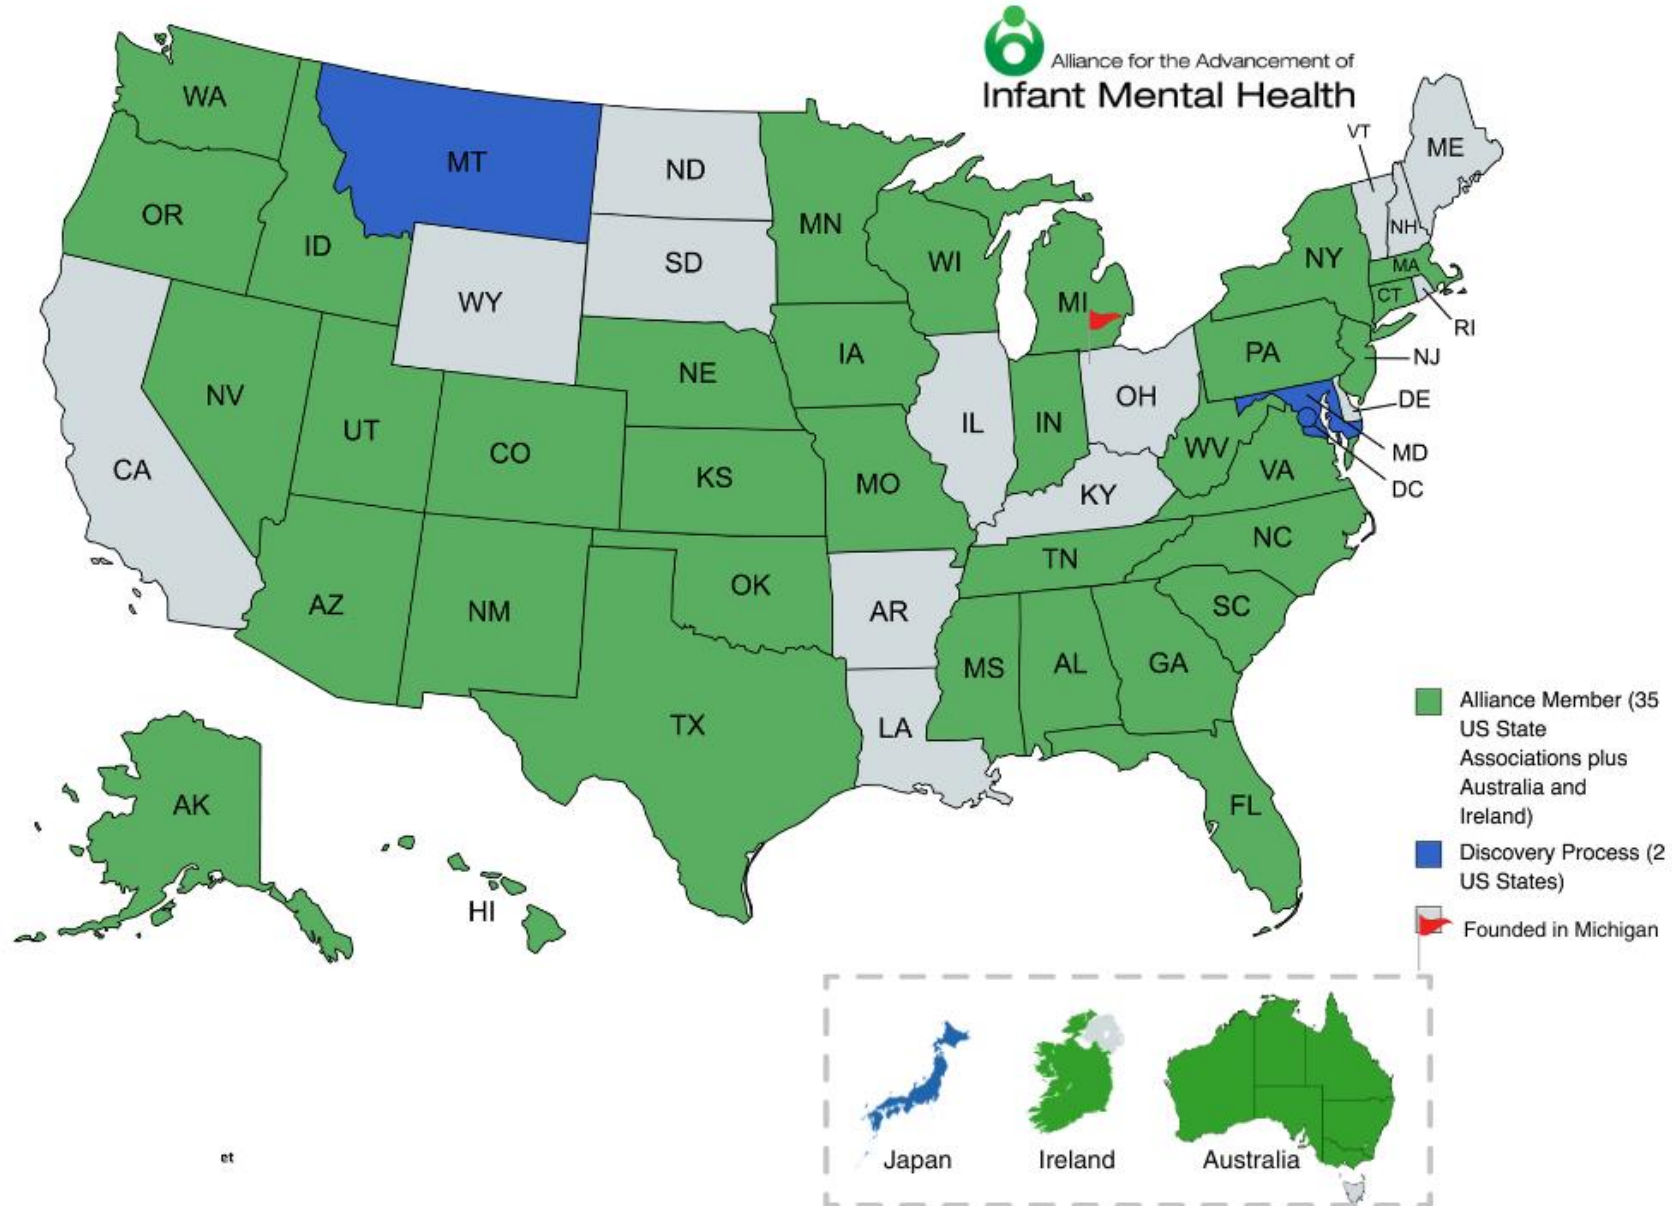 Alliance for the Advancement of
Infant Mental Health
WA
MT
ND
VT
ME
OR
ID
MN
NH
SD
WI
NY
MA
WY
MI
CT
RI
IA
PA
NJ
NE
NV
OH
DE
UT
IL
IN
CO
WV
MD
CA
KS
MO
VA
KY
DC
TN
NC
OK
AZ
NM
AR
SC
MS
AL
GA
TX
LA
AK
FL
HI
Alliance Member (35
US State
Associations plus
Australia and
Ireland)
Discovery Process (2
US States)
Founded in Michigan
Japan
Ireland
Australia
et